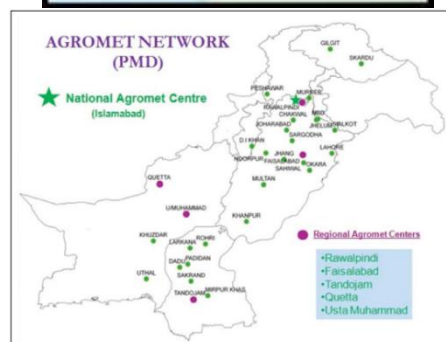 AGROMET NETWORK
(PMD)
National Agromet Centre
(Islamabad)
GILGIT
SKARDU
PESHAWAR
MURREE
RAWALPINDI
CHAKWAL
JHELUM
SIALKOT
JOHARABAD
SARGODHA
D.I KHAN
LAHORE
NOORPUR
JHANG
FAISALABAD
OKARA
SAHIWAL
MULTAN
QUETTA
U/MUHAMMAD
KHANPUR
KHUZDAR
ROHRI
LARKANA
DADU
PADIDAN
UTHAL
SAKRAND
MIRPUR KHAS
TANDOJAM
Regional Agromet Centers
•Rawalpindi
•Faisalabad
•Tandojam
•Quetta
•Usta Muhammad